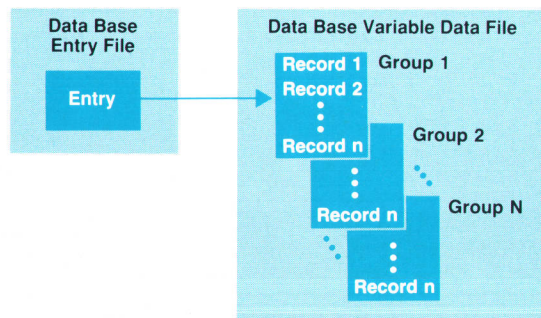 Data Base
Entry File
Entry
Data Base Variable Data File
Record 1
Group 1
Record 2
Record n
Group 2
Record n
Group N
Record n